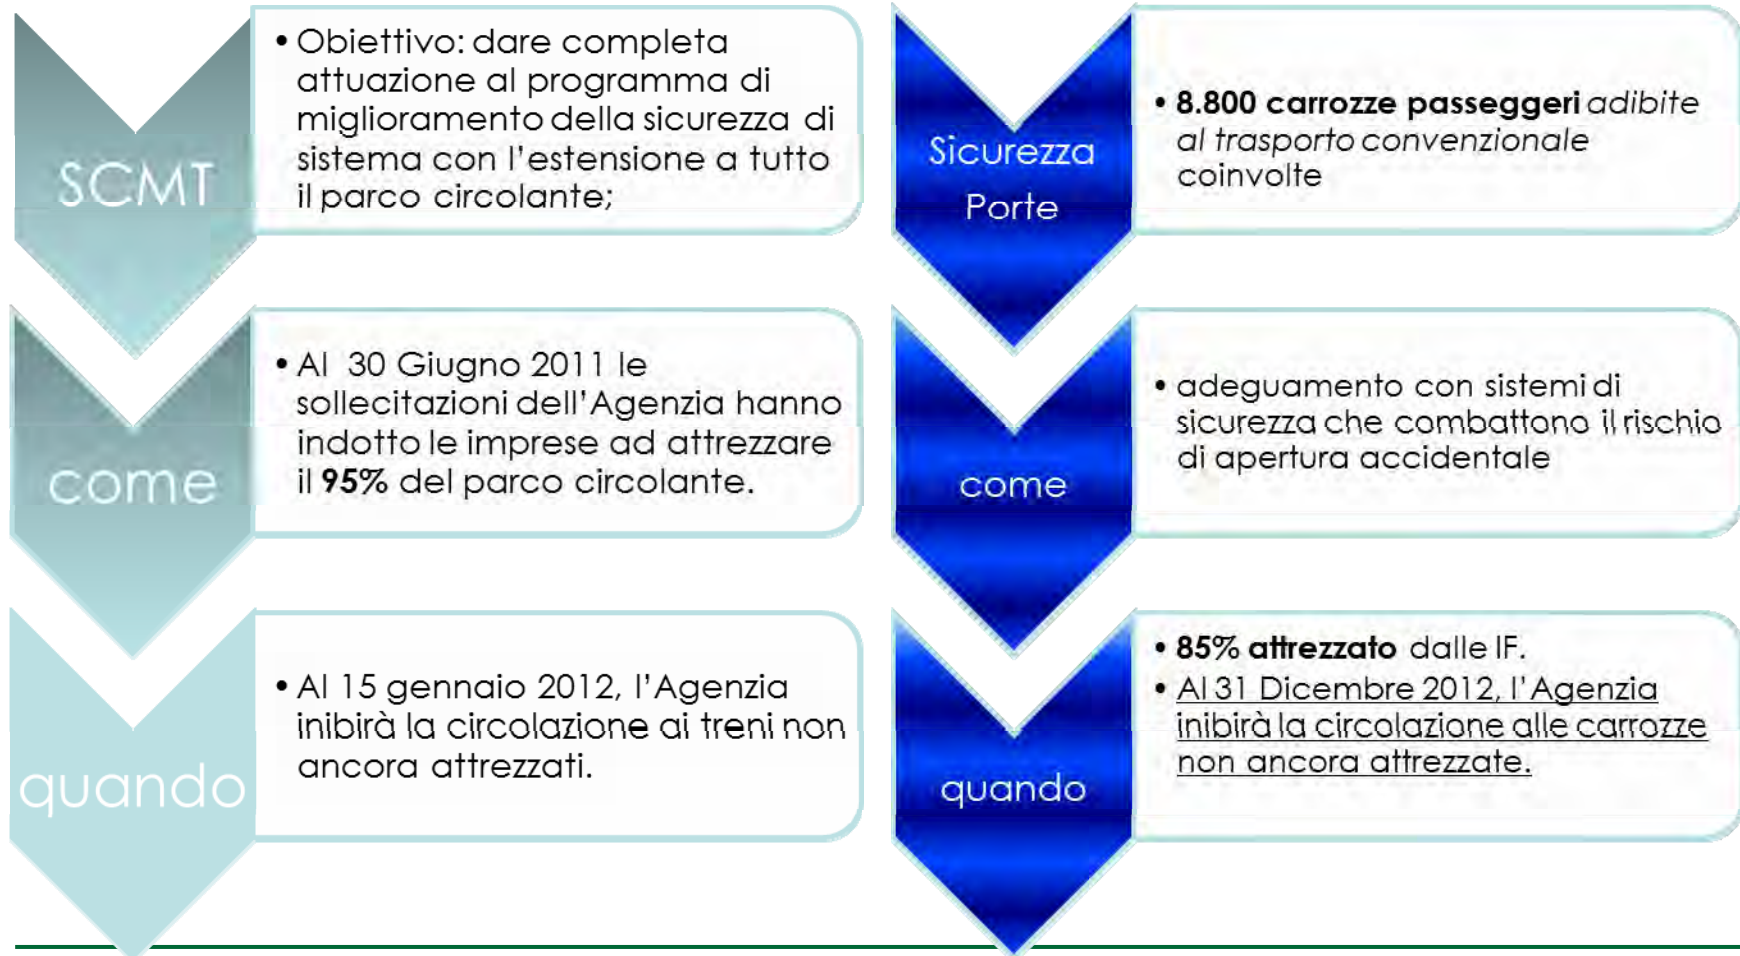 SCMT
• Obiettivo: dare completa
attuazione al programma di
miglioramento della sicurezza di
sistema con l'estensione a tutto
il parco circolante;
come
• Al 30 Giugno 2011 le
sollecitazioni dell'Agenzia hanno
indotto le imprese ad attrezzare
il 95% del parco circolante.
quando
• Al 15 gennaio 2012, l'Agenzia
inibirà la circolazione ai treni non
ancora attrezzati.
Sicurezza
Porte
• 8.800 carrozze passeggeri adibite
al trasporto convenzionale
coinvolte
come
• adeguamento con sistemi di
sicurezza che combattono il rischio
di apertura accidentale
quando
• 85% attrezzato dalle IF.
• Al 31 Dicembre 2012, l'Agenzia
inibirà la circolazione alle carrozze
non ancora attrezzate.